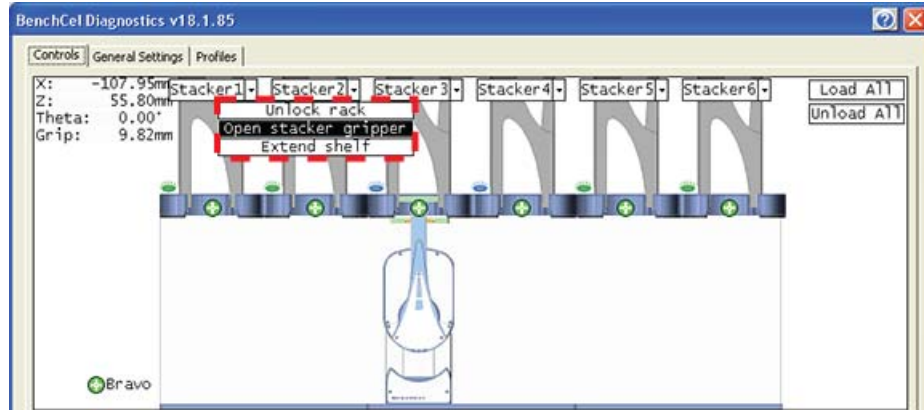 BenchCel Diagnostics v18.1.85
Controls General Settings Profiles
X: -107.95mm
Z: 55.80mm
Theta: 0.00°
Grip: 9.82mm
Stacker1 Stacker2 Stacker3 Stacker4 Stacker5 Stacker6
Load All
Unload All
Unlock rack
Open stacker gripper
Extend shelf
Bravo